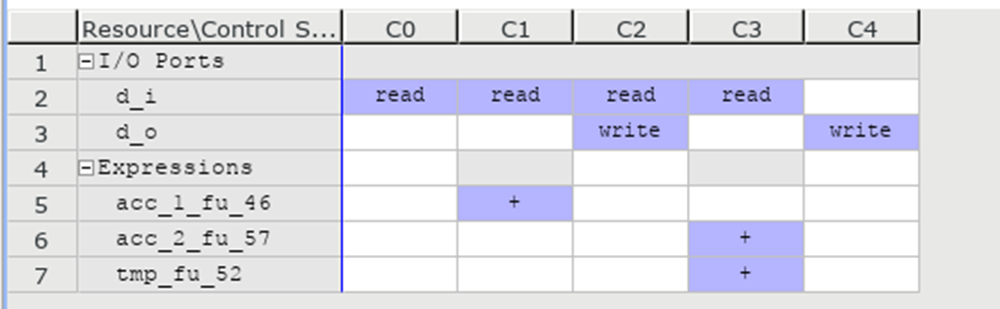 Resource\Control S... C0 C1 C2 C3 C4
1 I/O Ports
2 d_i read read read read
3 d_o write write
4 Expressions
5 acc_1_fu_46 +
6 acc_2_fu_57 +
7 tmp_fu_52 +